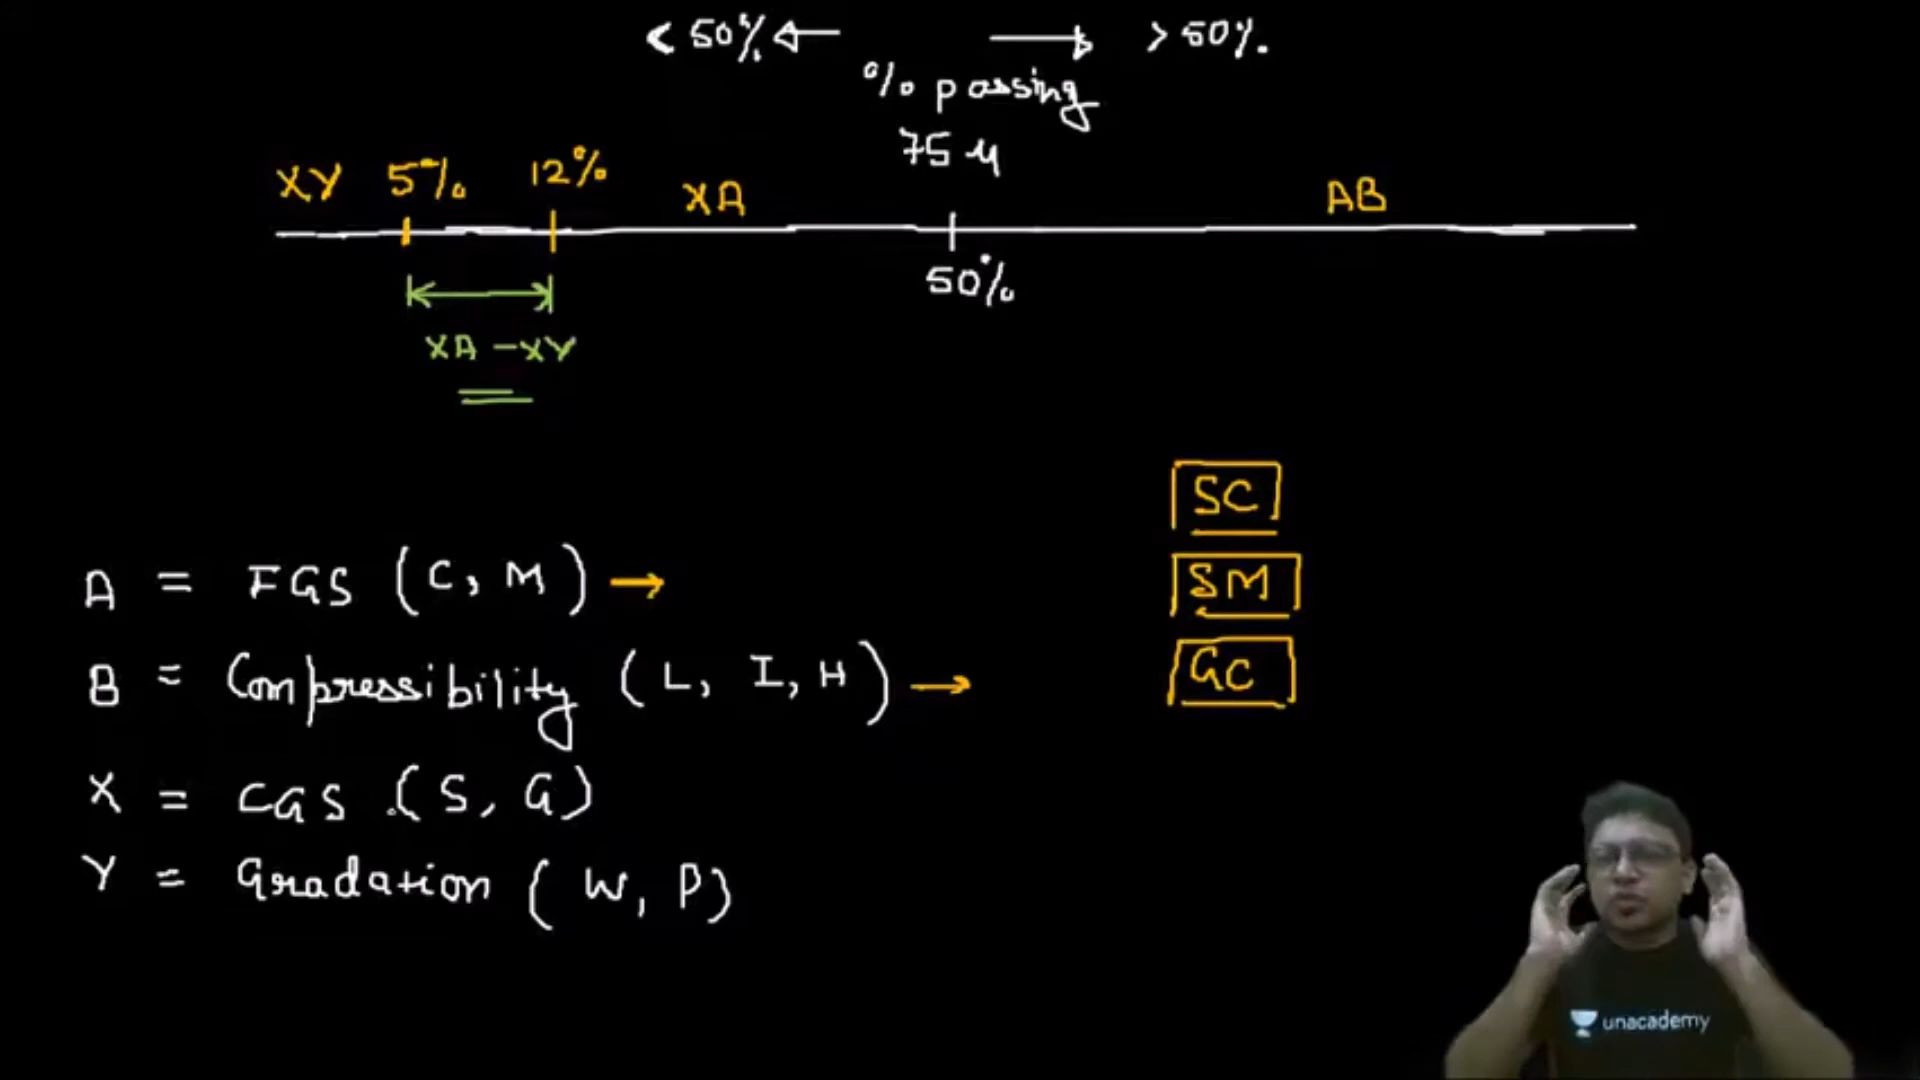 < 50% ← → > 50%.
% passing
75 μ
XY 5% 12% XA AB
50%
XA - XY
SC
SM
GC
A = FGS (C, M) →
B = Compressibility (L, I, H) →
X = CGS (S, G)
Y = Gradation (W, P)
unacademy